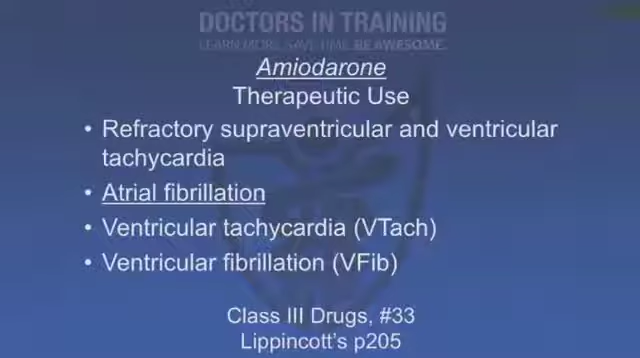 DOCTORS IN TRAINING
LEARN MORE. SAVE TIME. BE AWESOME.
Amiodarone
Therapeutic Use
• Refractory supraventricular and ventricular
tachycardia
• Atrial fibrillation
• Ventricular tachycardia (VTach)
• Ventricular fibrillation (VFib)
Class III Drugs, #33
Lippincott's p205